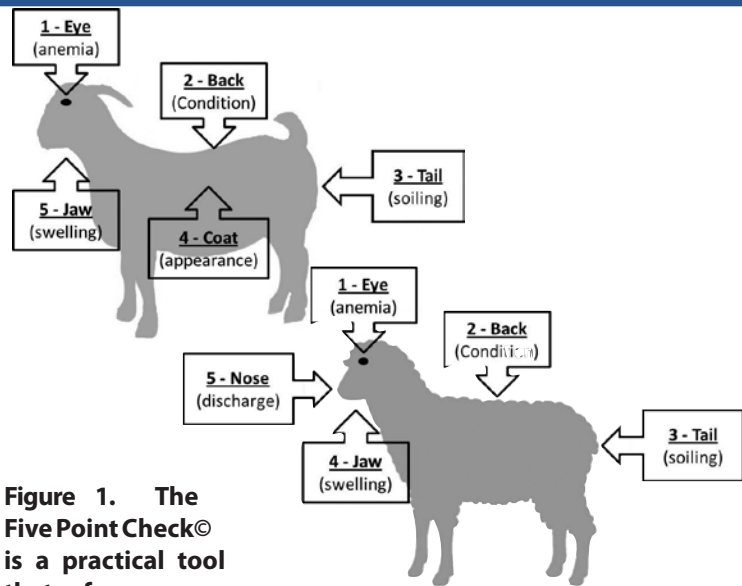 1 - Eye
(anemia)
2 - Back
(Condition)
3 - Tail
(soiling)
5 - Jaw
(swelling)
4 - Coat
(appearance)
1 - Eye
(anemia)
2 - Back
(Condition)
5 - Nose
(discharge)
3 - Tail
(soiling)
4 - Jaw
(swelling)
Figure 1. The
Five Point Check©
is a practical tool